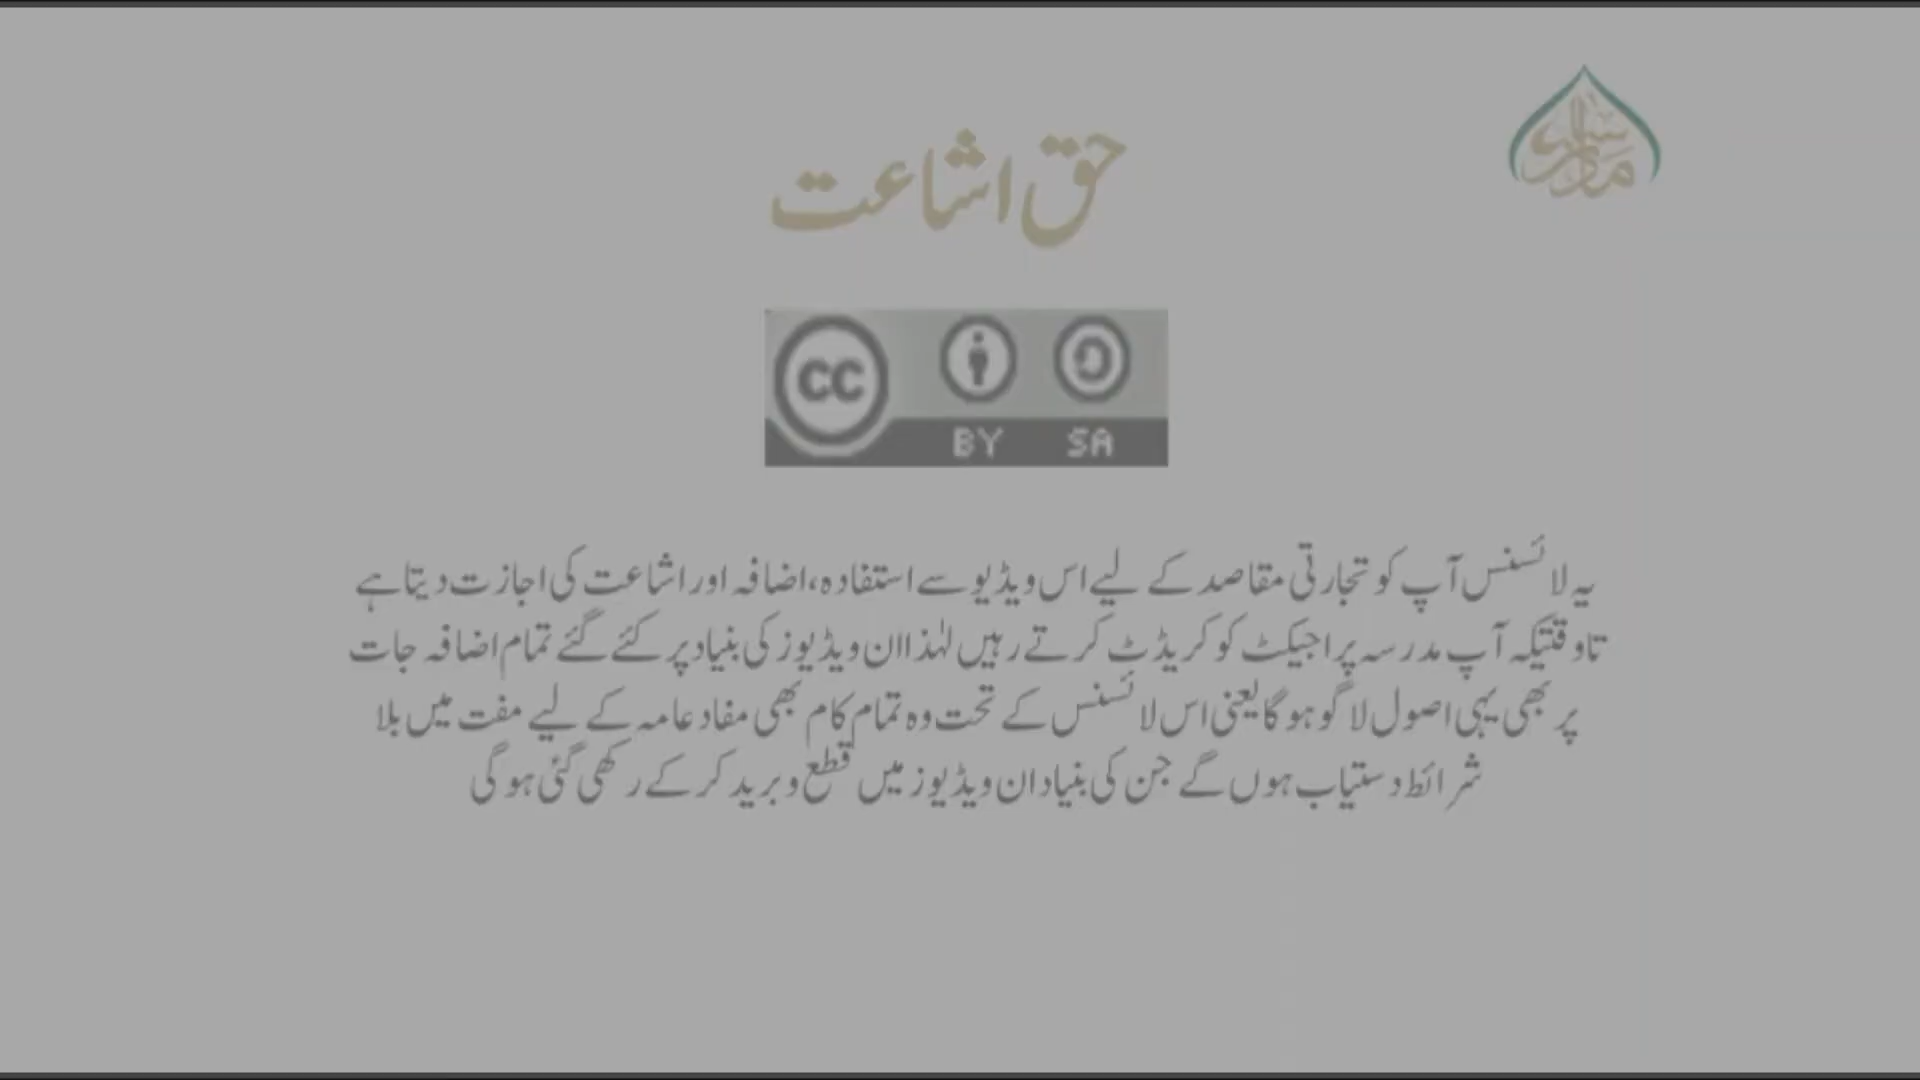 حق اشاعت
cc
BY SA
یہ لائسنس آپ کو تجارتی مقاصد کے لیے اس ویڈیو سے استفادہ، اضافہ اور اشاعت کی اجازت دیتا ہے
تاوقتیکہ آپ مدرسہ پراجیکٹ کو کریڈٹ کرتے رہیں لہٰذا ان ویڈیوز کی بنیاد پر کئے گئے تمام اضافہ جات
پر بھی یہی اصول لاگو ہوگا یعنی اس لائسنس کے تحت وہ تمام کام بھی مفاد عامہ کے لیے مفت میں بلا
شرائط دستیاب ہوں گے جن کی بنیاد ان ویڈیوز میں قطع و برید کر کے رکھی گئی ہو گی